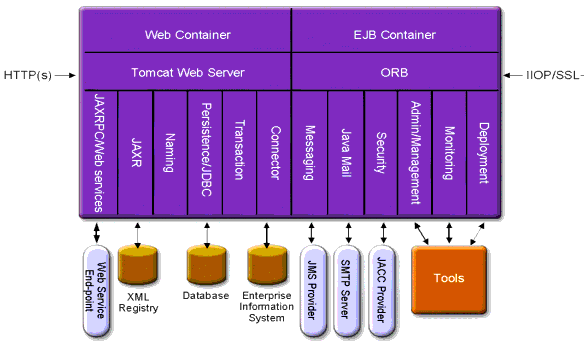 Web Container
EJB Container
HTTP(s)
Tomcat Web Server
ORB
IIOP/SSL-
JAXRPC/Web
services
JAXR
Naming
Persistence/JDBC
Transaction
Connector
Messaging
Java Mail
Security
Admin/Management
Monitoring
Deployment
Web Service
End-point
XML
Registry
Database
Enterprise
Information
System
JMS Provider
SMTP Server
JACC Provider
Tools